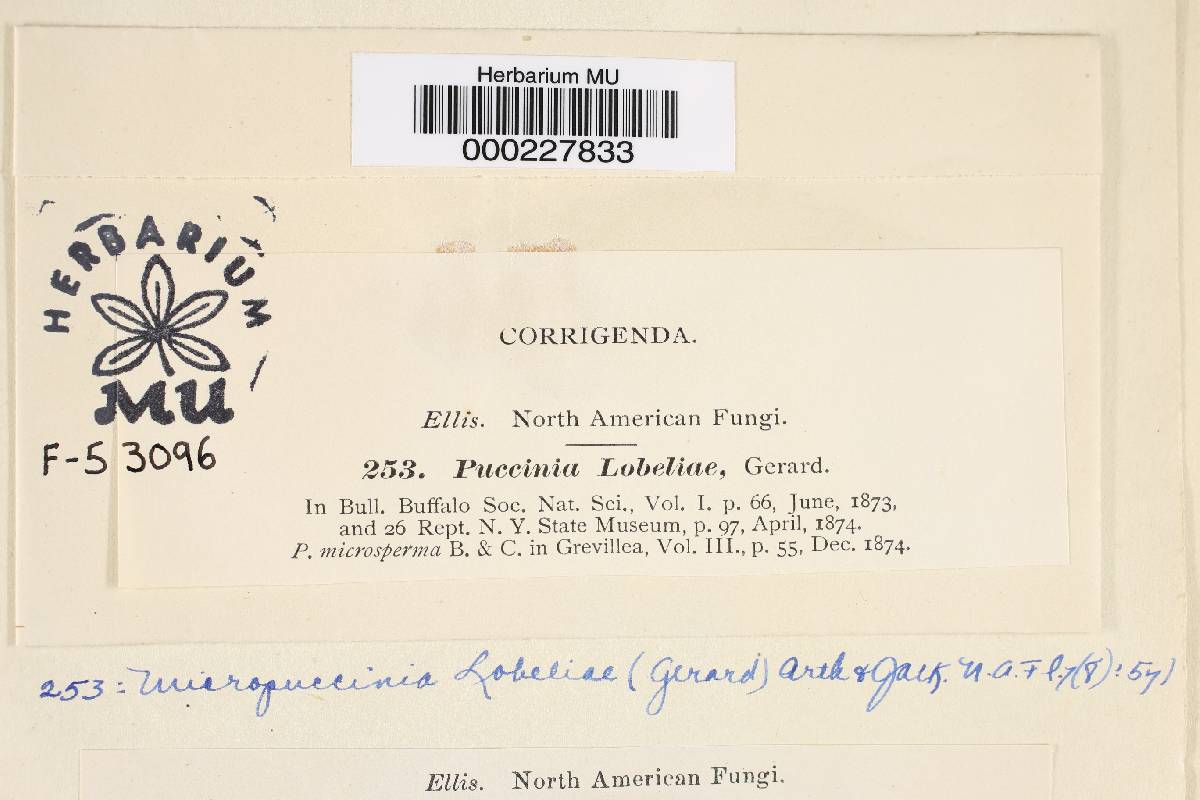 Herbarium MU
000227833
HERBARIUM
MU
F-53096
CORRIGENDA.
Ellis. North American Fungi.
253. Puccinia Lobeliae, Gerard.
In Bull. Buffalo Soc. Nat. Sci., Vol. I. p. 66, June, 1873,
and 26 Rept. N. Y. State Museum, p. 97, April, 1874.
P. microsperma B. & C. in Grevillea, Vol. III., p. 55, Dec. 1874.
253: Micropuccinia Lobeliae (Gerard) Arth & Jack. N.A.Fl. 7(8): 571
Ellis. North American Fungi.